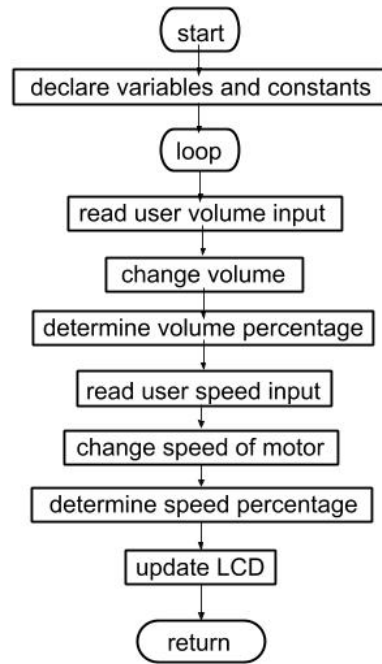 start
declare variables and constants
loop
read user volume input
change volume
determine volume percentage
read user speed input
change speed of motor
determine speed percentage
update LCD
return